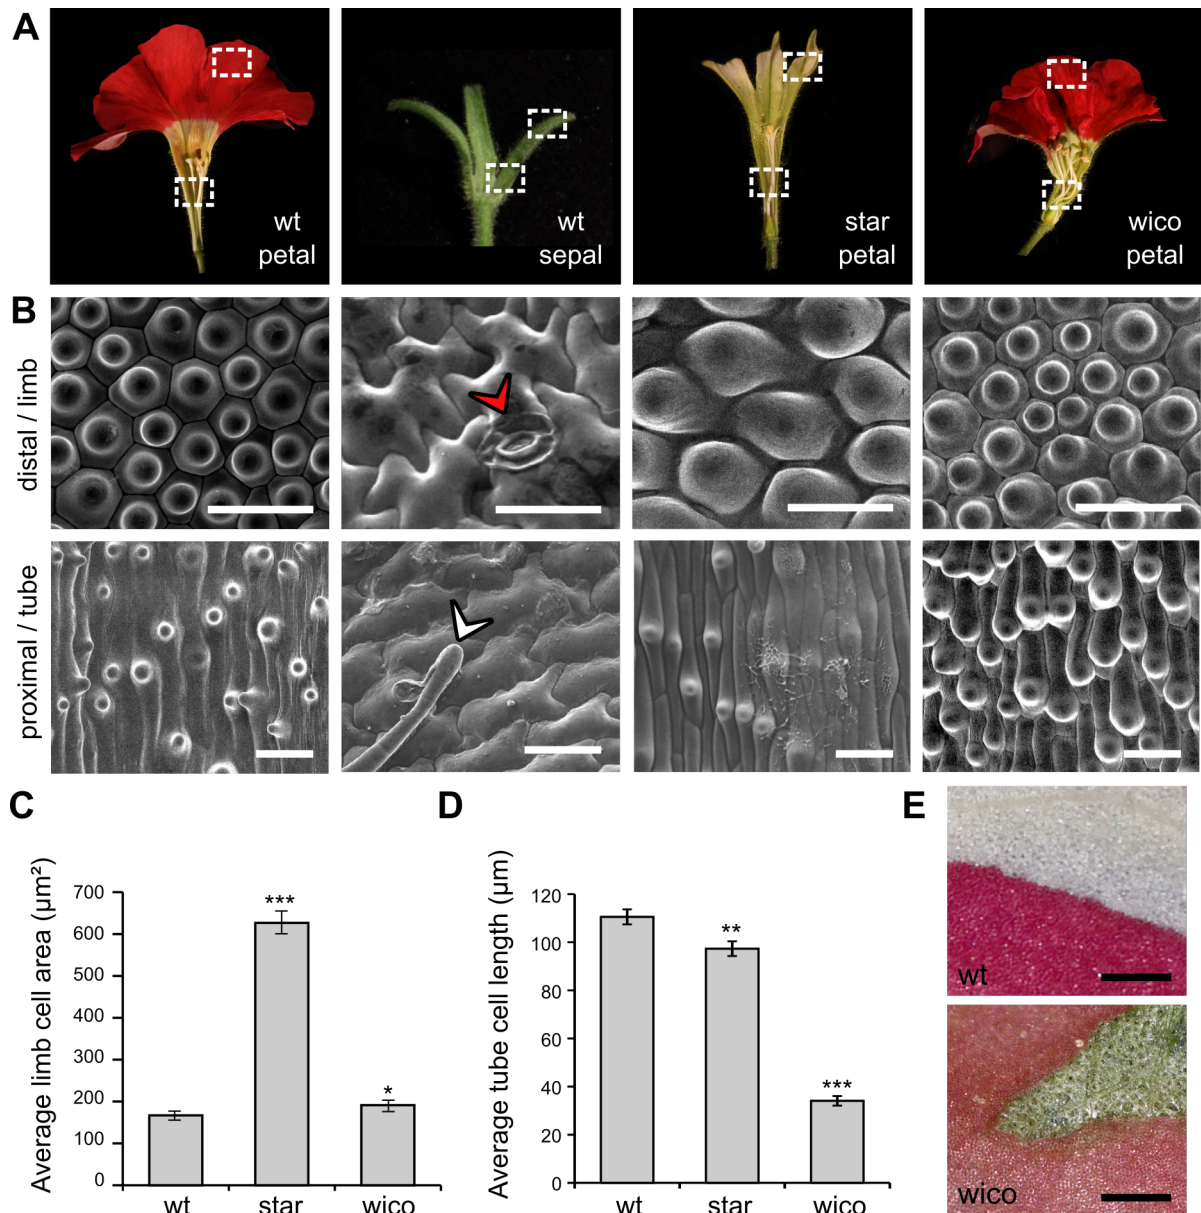 A
wt
petal
wt
sepal
star
petal
wico
petal
B
distal / limb
proximal / tube
C
Average limb cell area (µm²)
700
600
500
400
300
200
100
0
***
*
wt
star
wico
D
Average tube cell length (µm)
120
100
80
60
40
20
0
**
***
wt
star
wico
E
wt
wico